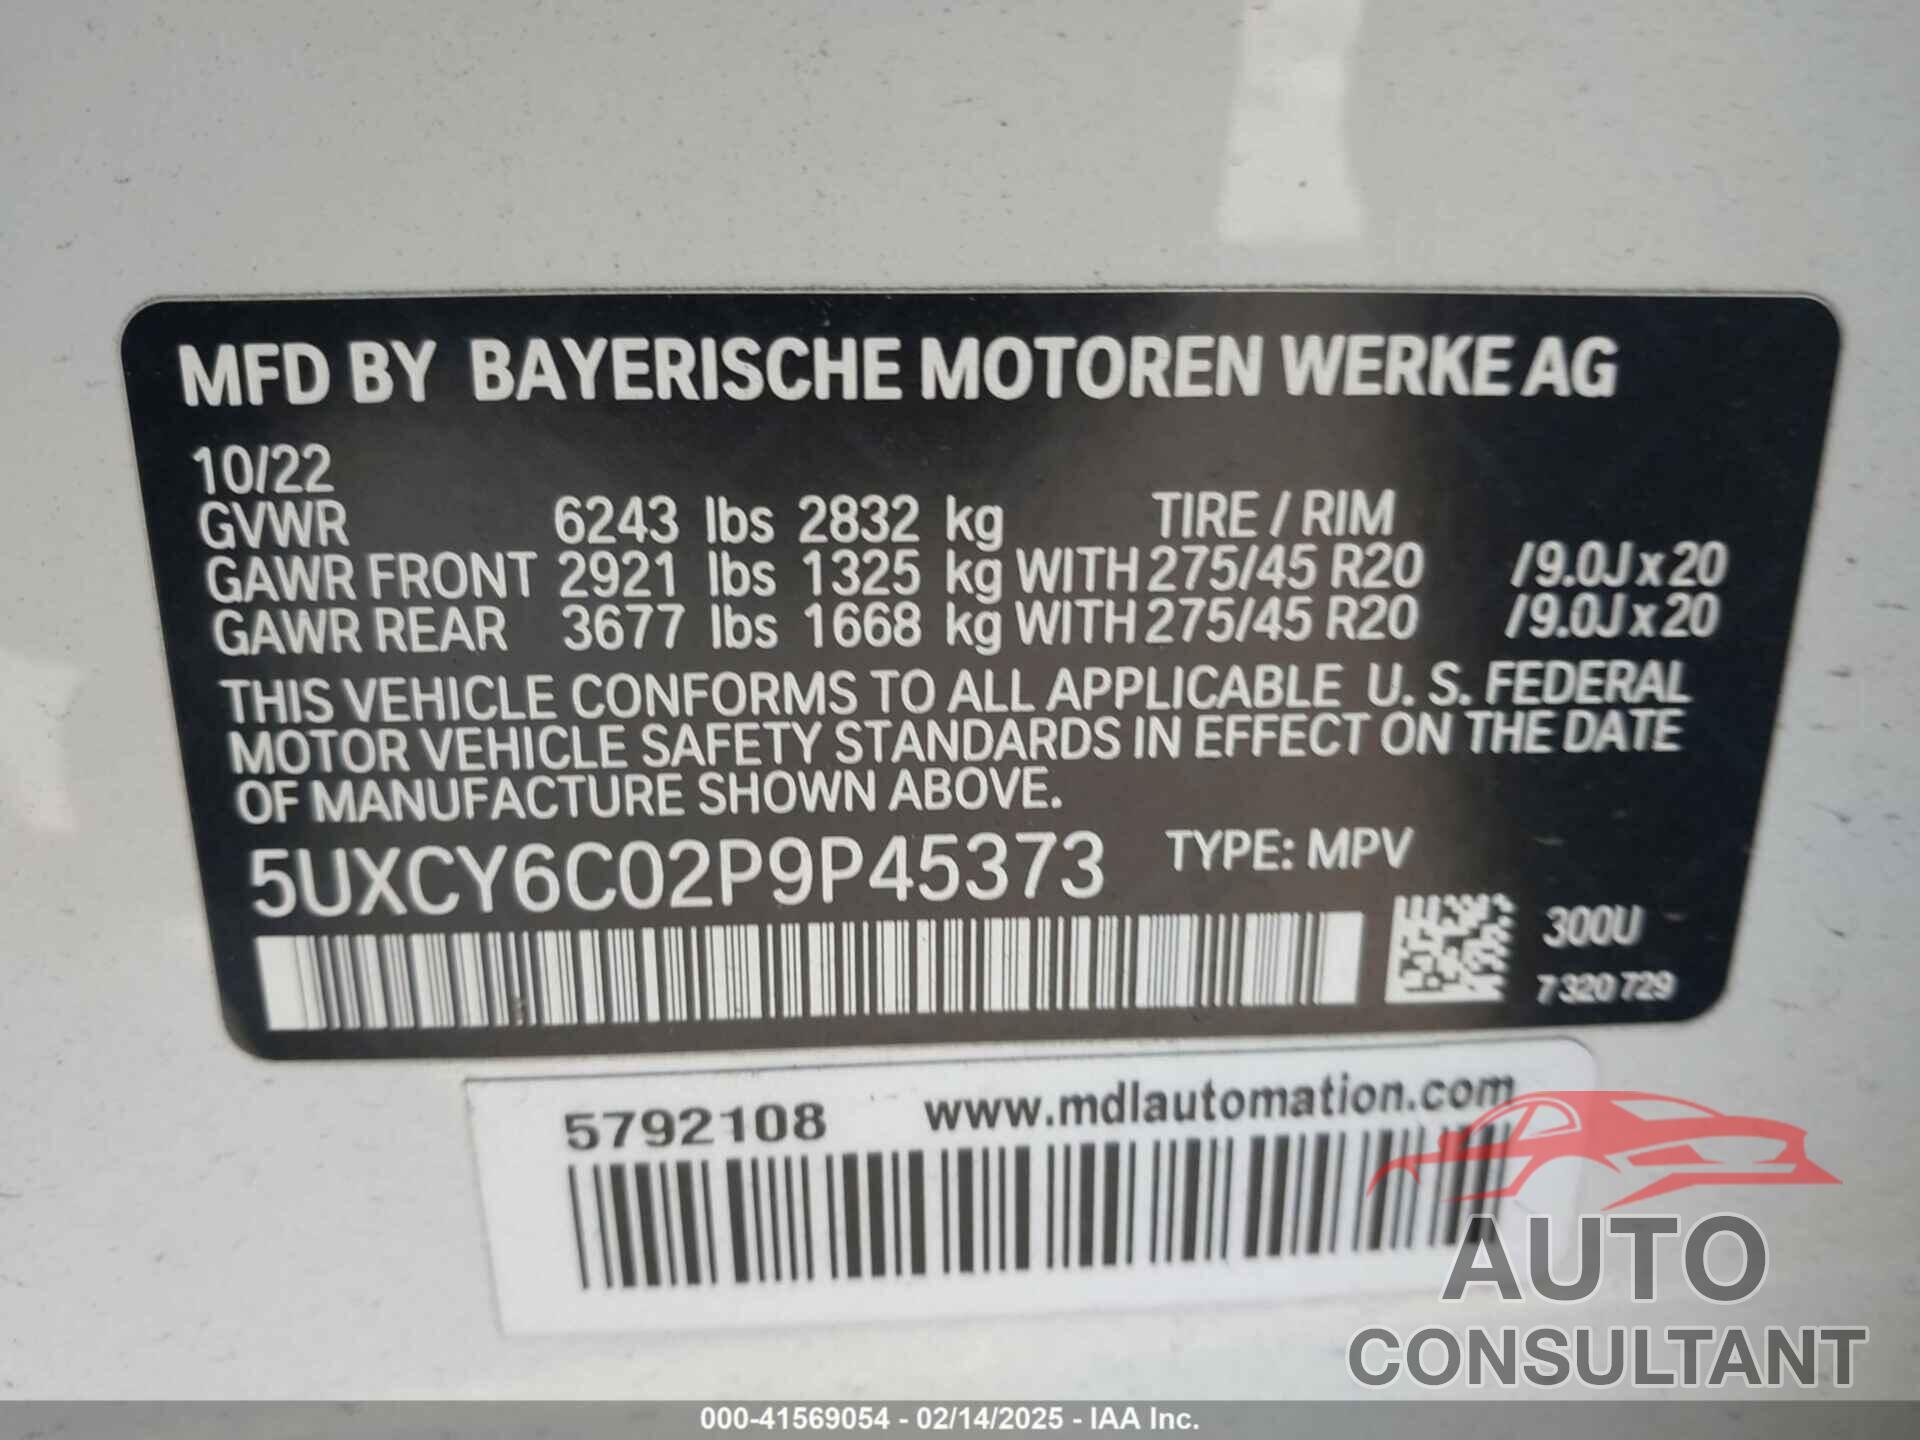 MFD BY BAYERISCHE MOTOREN WERKE AG
10/22
GVWR 6243 lbs 2832 kg TIRE / RIM
GAWR FRONT 2921 lbs 1325 kg WITH 275/45 R20 /9.0J x 20
GAWR REAR 3677 lbs 1668 kg WITH 275/45 R20 /9.0J x 20
THIS VEHICLE CONFORMS TO ALL APPLICABLE U. S. FEDERAL
MOTOR VEHICLE SAFETY STANDARDS IN EFFECT ON THE DATE
OF MANUFACTURE SHOWN ABOVE.
5UXCY6C02P9P45373 TYPE: MPV
300U
7 320 729
5792108 www.mdlautomation.com
AUTO
CONSULTANT
000-41569054 - 02/14/2025 - IAA Inc.